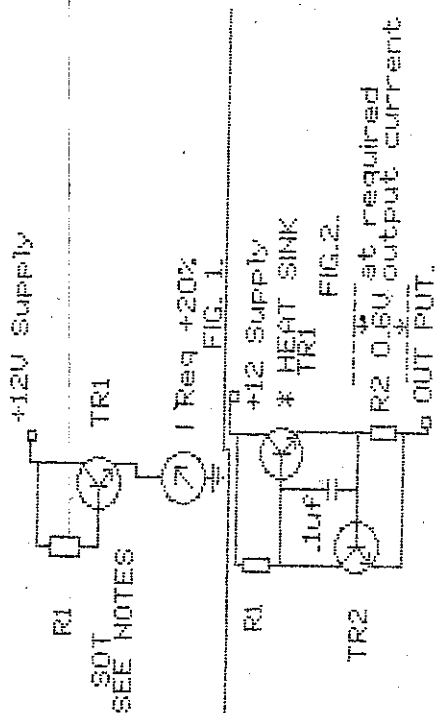 +12V Supply
R1
TR1
SOT
SEE NOTES
I Req +20%
FIG. 1.
R1
+12 Supply
* HEAT SINK
TR1
.1uf
FIG.2.
TR2
R2 0.6V at required
output current
*
OUT PUT.